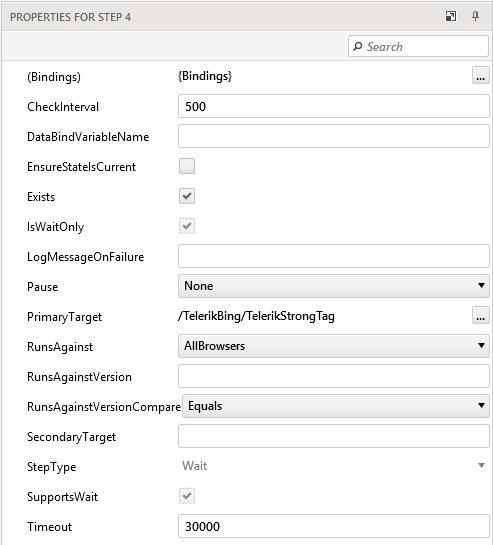 PROPERTIES FOR STEP 4
Search
(Bindings) {Bindings} ...
CheckInterval 500
DataBindVariableName
EnsureStateIsCurrent
Exists
IsWaitOnly
LogMessageOnFailure
Pause None
PrimaryTarget /TelerikBing/TelerikStrongTag ...
RunsAgainst AllBrowsers
RunsAgainstVersion
RunsAgainstVersionCompare Equals
SecondaryTarget
StepType Wait
SupportsWait
Timeout 30000